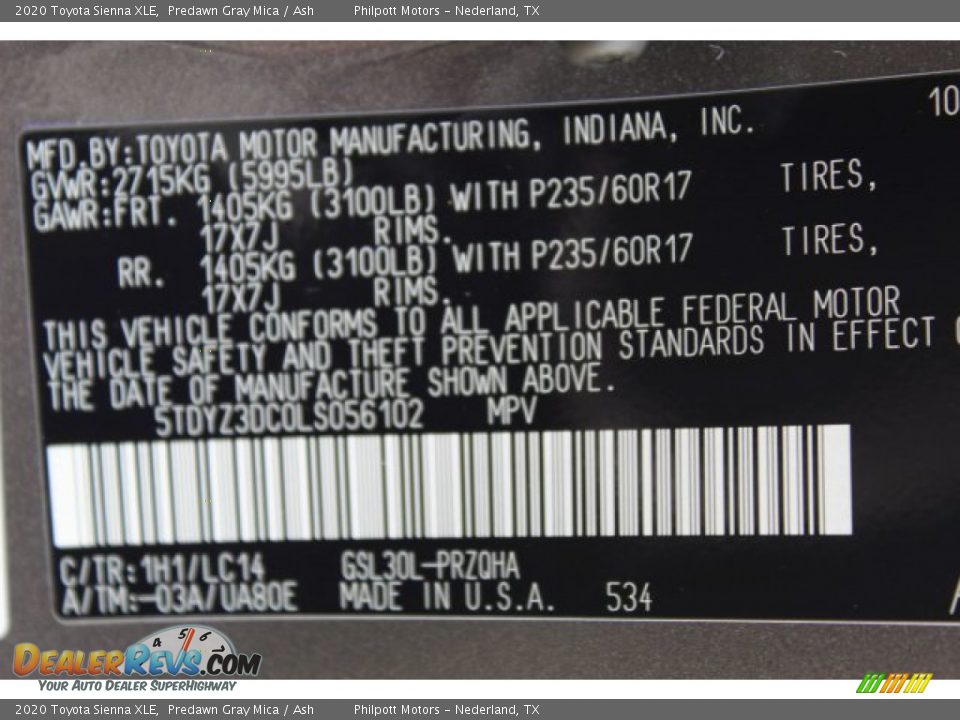 2020 Toyota Sienna XLE, Predawn Gray Mica / Ash Philpott Motors - Nederland, TX
10
MFD.BY:TOYOTA MOTOR MANUFACTURING, INDIANA, INC.
GVWR:2715KG (5995LB)
GAWR:FRT. 1405KG (3100LB) WITH P235/60R17 TIRES,
17X7J RIMS.
RR. 1405KG (3100LB) WITH P235/60R17 TIRES,
17X7J RIMS.
THIS VEHICLE CONFORMS TO ALL APPLICABLE FEDERAL MOTOR
VEHICLE SAFETY AND THEFT PREVENTION STANDARDS IN EFFECT
THE DATE OF MANUFACTURE SHOWN ABOVE.
5TDYZ3DC0LS056102 MPV
C/TR:1H1/LC14 GSL30L-PRZQHA
A/TM:-03A/UA80E MADE IN U.S.A. 534
4 5 6 7
DEALERREVS.COM
YOUR AUTO DEALER SUPERHIGHWAY
2020 Toyota Sienna XLE, Predawn Gray Mica / Ash Philpott Motors - Nederland, TX